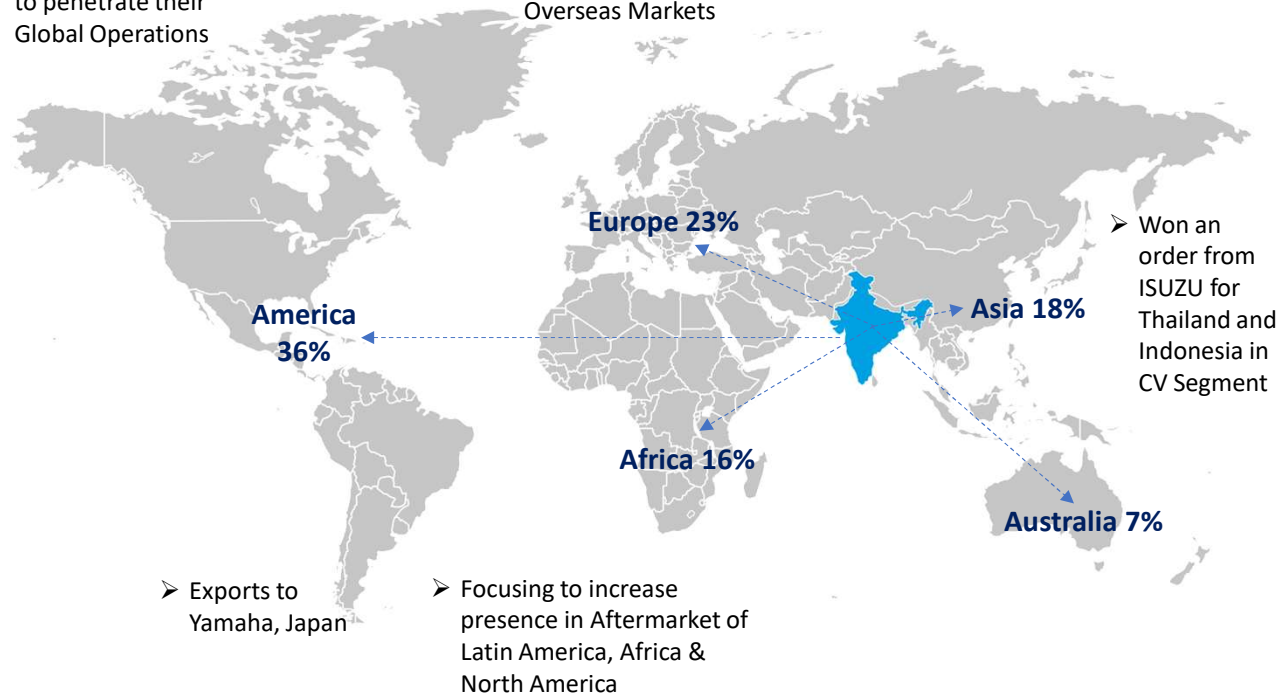 to penetrate their
Global Operations
Overseas Markets
Europe 23%
➢ Won an
order from
ISUZU for
Thailand and
Indonesia in
CV Segment
Asia 18%
America
36%
Africa 16%
Australia 7%
➢ Exports to
Yamaha, Japan
➢ Focusing to increase
presence in Aftermarket of
Latin America, Africa &
North America